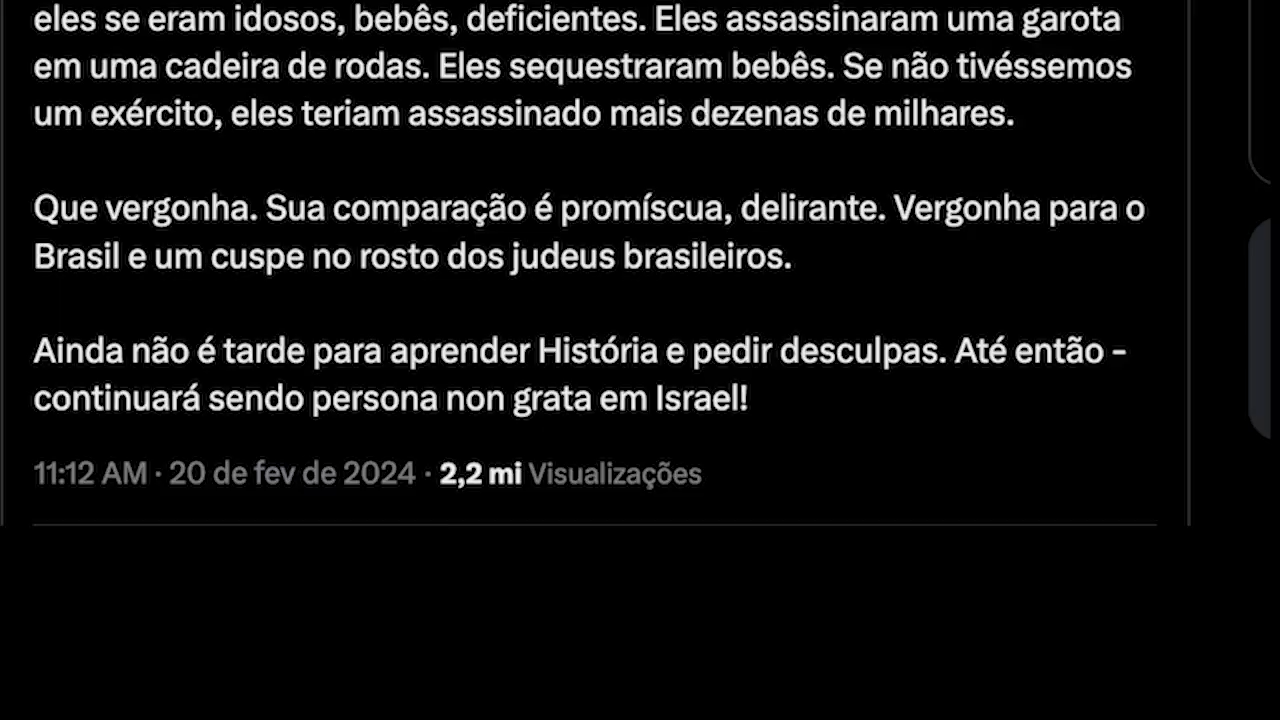 eles se eram idosos, bebês, deficientes. Eles assassinaram uma garota
em uma cadeira de rodas. Eles sequestraram bebês. Se não tivéssemos
um exército, eles teriam assassinado mais dezenas de milhares.
Que vergonha. Sua comparação é promíscua, delirante. Vergonha para o
Brasil e um cuspe no rosto dos judeus brasileiros.
Ainda não é tarde para aprender História e pedir desculpas. Até então -
continuará sendo persona non grata em Israel!
11:12 AM · 20 de fev de 2024 · 2,2 mi Visualizações